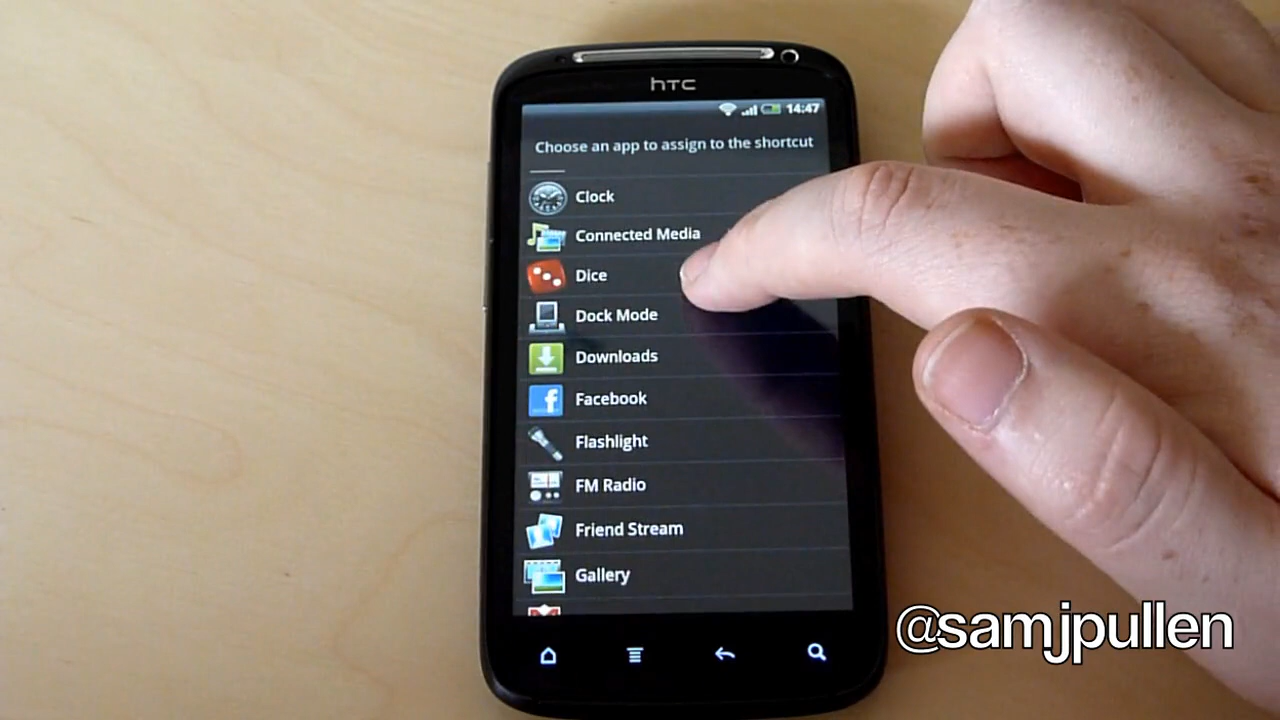 hTC
14:47
Choose an app to assign to the shortcut
Clock
Connected Media
Dice
Dock Mode
Downloads
Facebook
Flashlight
FM Radio
Friend Stream
Gallery
@samjpullen